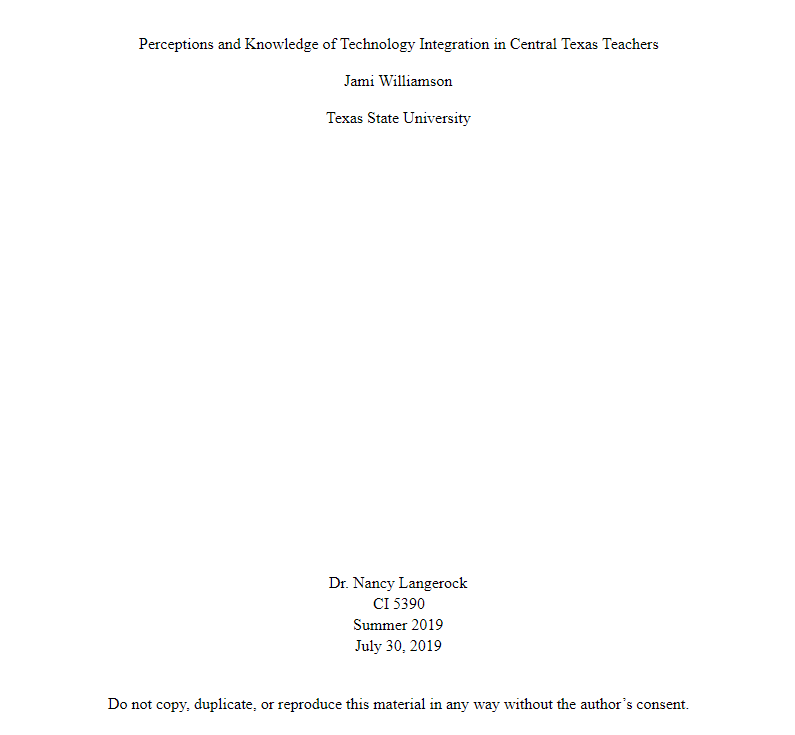 Perceptions and Knowledge of Technology Integration in Central Texas Teachers
Jami Williamson
Texas State University
Dr. Nancy Langerock
CI 5390
Summer 2019
July 30, 2019
Do not copy, duplicate, or reproduce this material in any way without the author’s consent.